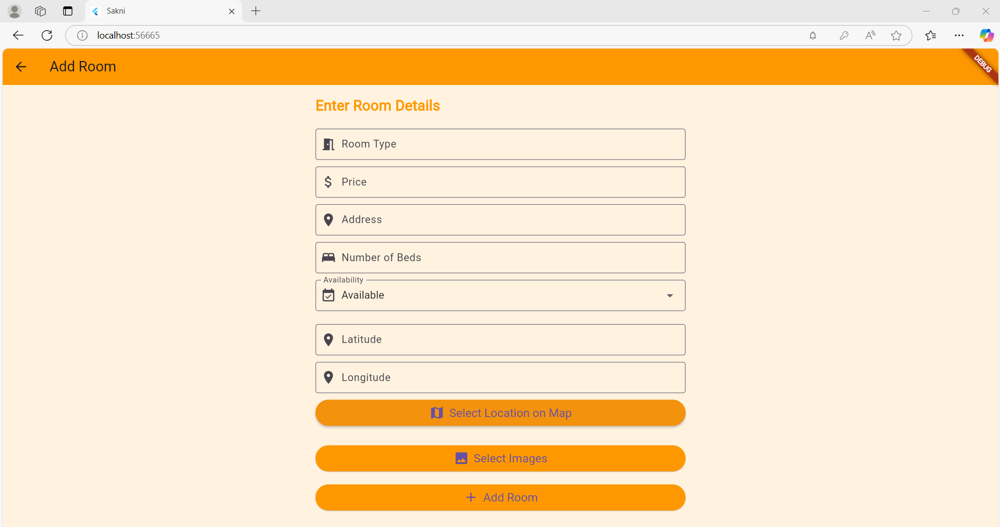 Sakni
localhost:56665
Add Room
DEBUG
Enter Room Details
Room Type
Price
Address
Number of Beds
Availability
Available
Latitude
Longitude
Select Location on Map
Select Images
Add Room